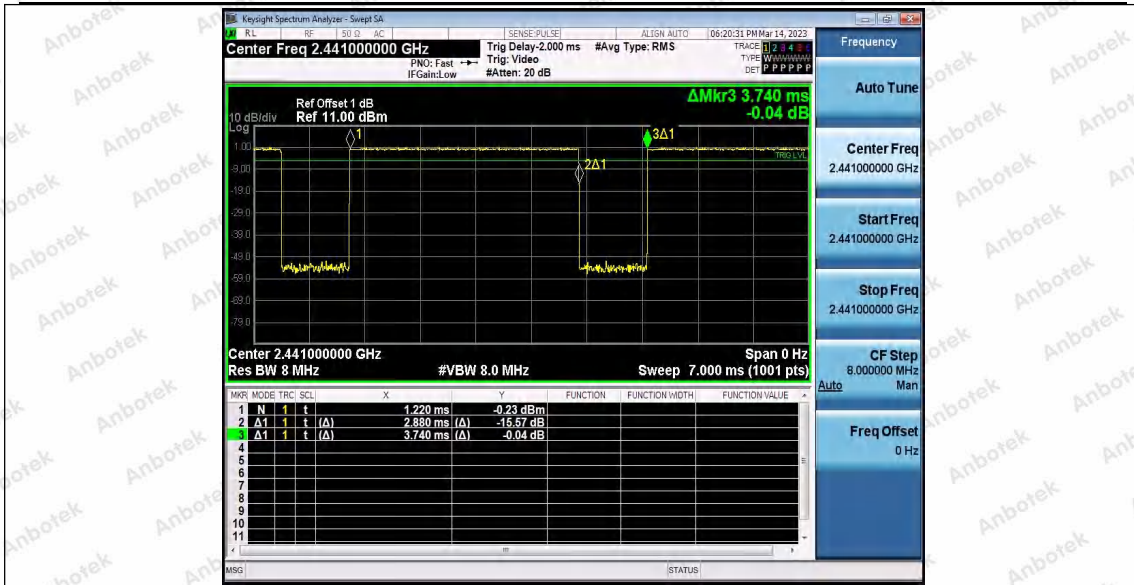 Keysight Spectrum Analyzer - Swept SA
RL RF 50 Ω AC SENSE:PULSE ALIGN AUTO 06:20:31 PM Mar 14, 2023
Center Freq 2.441000000 GHz
Trig Delay-2.000 ms #Avg Type: RMS
PNO: Fast Trig: Video
IFGain:Low #Atten: 20 dB
TRACE 1 2 3 4 5 6
TYPE WWWWWW
DET P P P P P P
Frequency
ΔMkr3 3.740 ms
-0.04 dB
Ref Offset 1 dB
10 dB/div Ref 11.00 dBm
Log
1 3Δ1
1.00
TRIG LVL
2Δ1
-9.00
-19.0
-29.0
-39.0
-49.0
-59.0
-69.0
-79.0
Center 2.441000000 GHz Span 0 Hz
Res BW 8 MHz #VBW 8.0 MHz Sweep 7.000 ms (1001 pts)
Auto Tune
Center Freq
2.441000000 GHz
Start Freq
2.441000000 GHz
Stop Freq
2.441000000 GHz
CF Step
8.000000 MHz
Auto Man
Freq Offset
0 Hz
MKR MODE TRC SCL X Y FUNCTION FUNCTION WIDTH FUNCTION VALUE
1 N 1 t 1.220 ms -0.23 dBm
2 Δ1 1 t (Δ) 2.880 ms (Δ) -15.57 dB
3 Δ1 1 t (Δ) 3.740 ms (Δ) -0.04 dB
4
5
6
7
8
9
10
11
MSG STATUS
Anbotek